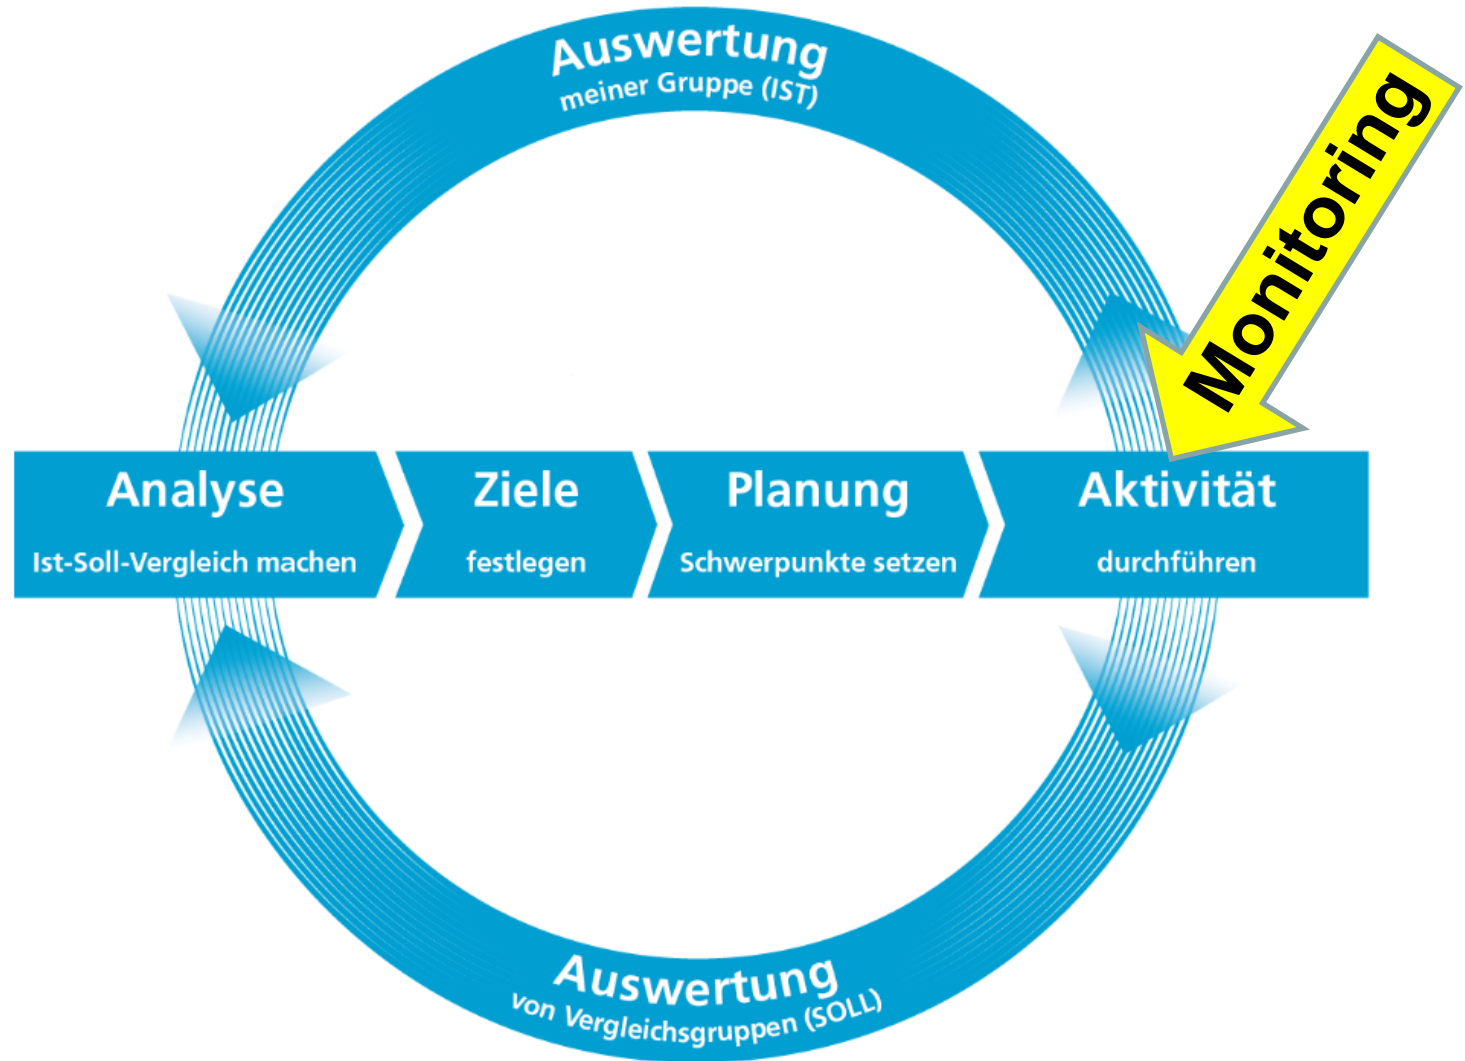 Auswertung
meiner Gruppe (IST)
Monitoring
Analyse
Ist-Soll-Vergleich machen
Ziele
festlegen
Planung
Schwerpunkte setzen
Aktivität
durchführen
Auswertung
von Vergleichsgruppen (SOLL)